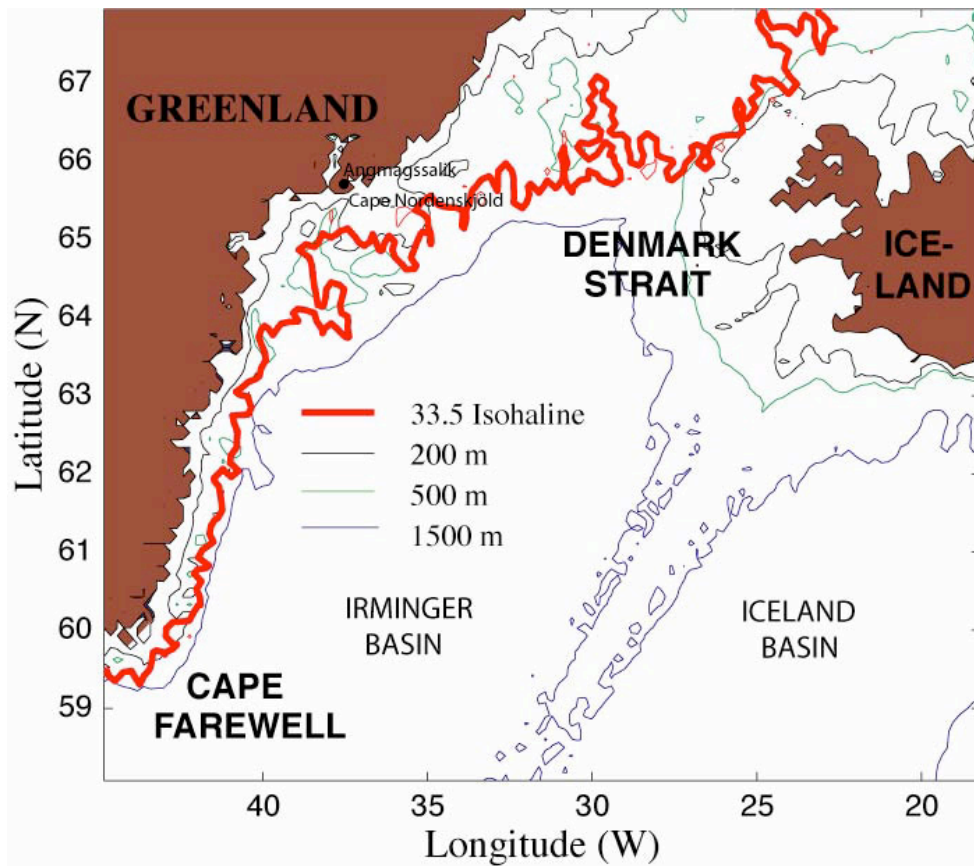 67
66
65
64
63
62
61
60
59
Latitude (N)
GREENLAND
Angmagssalik
Cape Nordenskjöld
DENMARK
STRAIT
ICE-
LAND
33.5 Isohaline
200 m
500 m
1500 m
IRMINGER
BASIN
ICELAND
BASIN
CAPE
FAREWELL
40
35
30
25
20
Longitude (W)